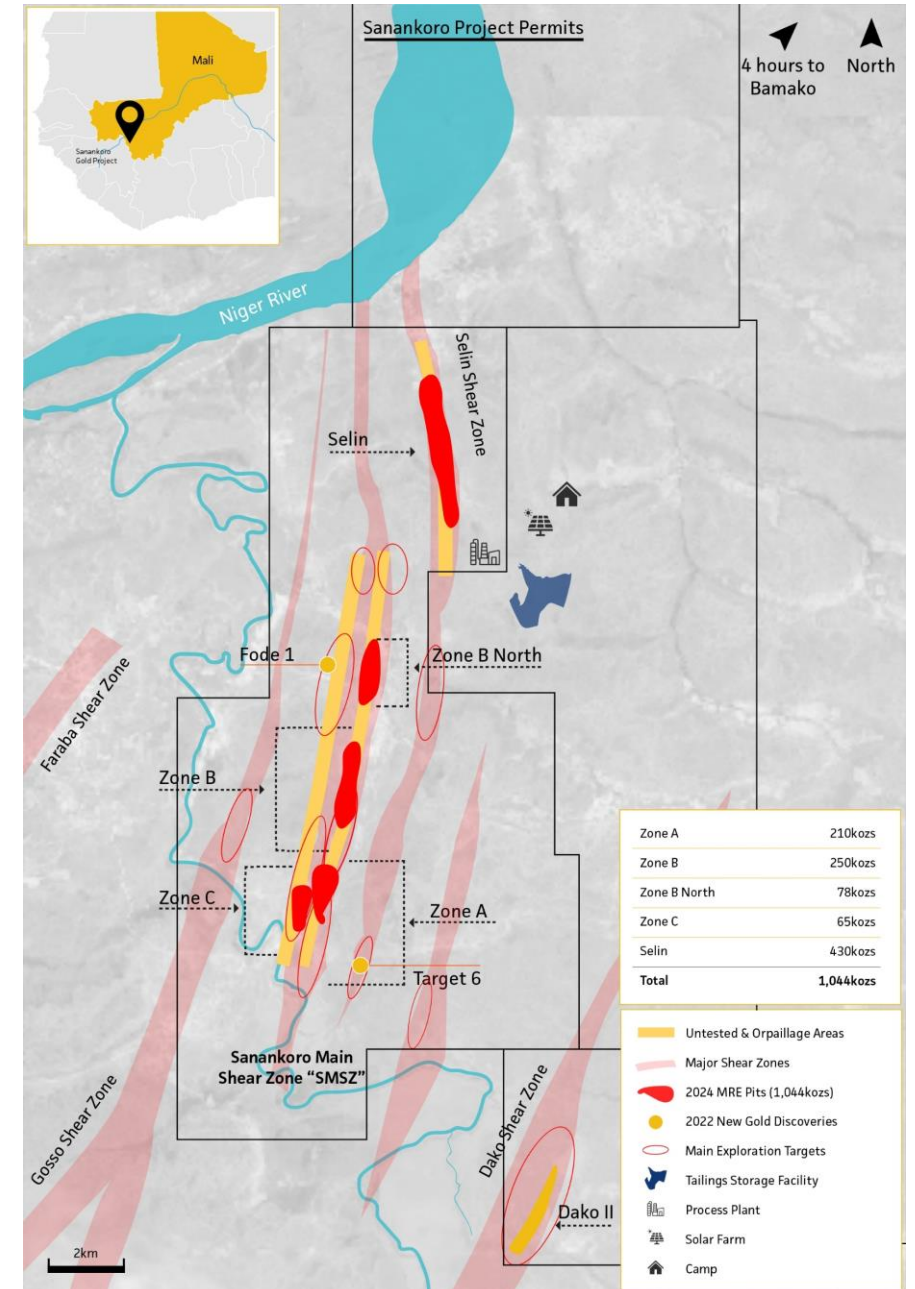 Sanankoro Project Permits
Mali
Sanankoro
Gold Project
4 hours to
Bamako
North
Niger River
Selin Shear Zone
Selin
Fode 1
Zone B North
Faraba Shear Zone
Zone B
Zone C
Zone A
Target 6
Sanankoro Main
Shear Zone “SMSZ”
Gosso Shear Zone
Dako Shear Zone
Dako II
2km
Zone A 210kozs
Zone B 250kozs
Zone B North 78kozs
Zone C 65kozs
Selin 430kozs
Total 1,044kozs
Untested & Orpaillage Areas
Major Shear Zones
2024 MRE Pits (1,044kozs)
2022 New Gold Discoveries
Main Exploration Targets
Tailings Storage Facility
Process Plant
Solar Farm
Camp